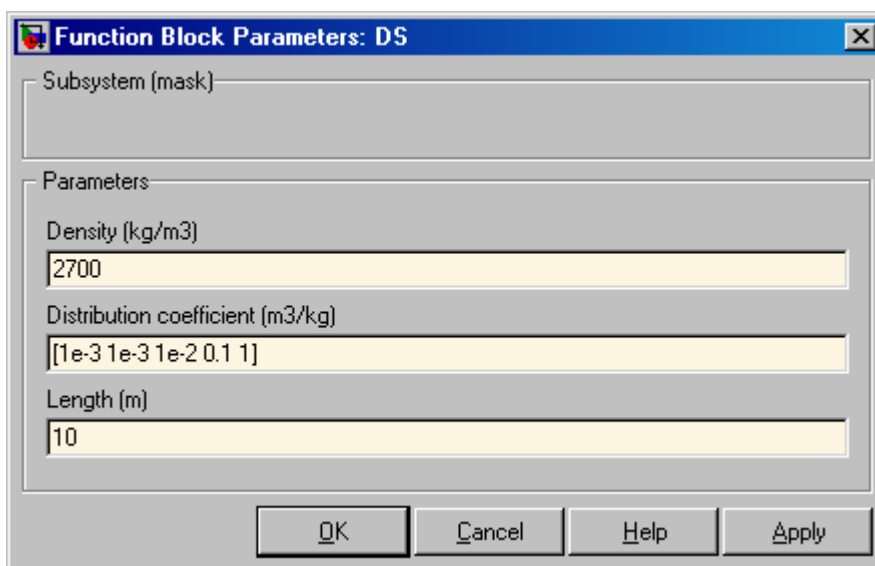 Function Block Parameters: DS
Subsystem (mask)
Parameters
Density (kg/m3)
2700
Distribution coefficient (m3/kg)
[1e-3 1e-3 1e-2 0.1 1]
Length (m)
10
OK Cancel Help Apply